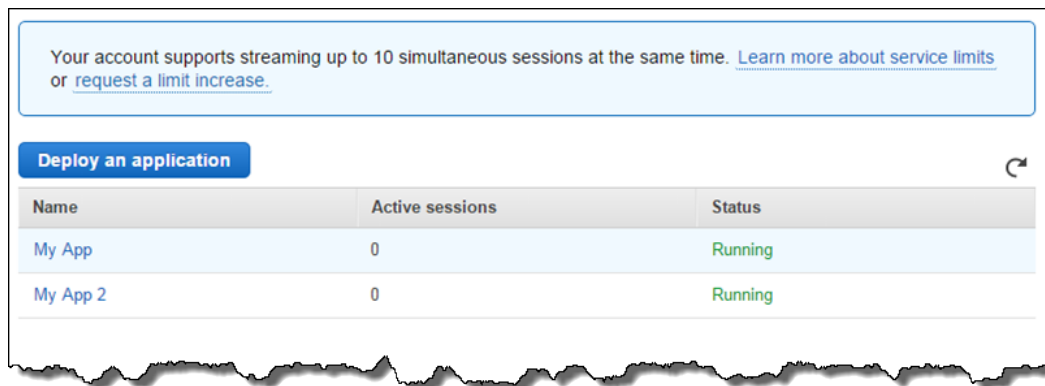 Your account supports streaming up to 10 simultaneous sessions at the same time. Learn more about service limits
or request a limit increase.
Deploy an application
Name Active sessions Status
My App 0 Running
My App 2 0 Running